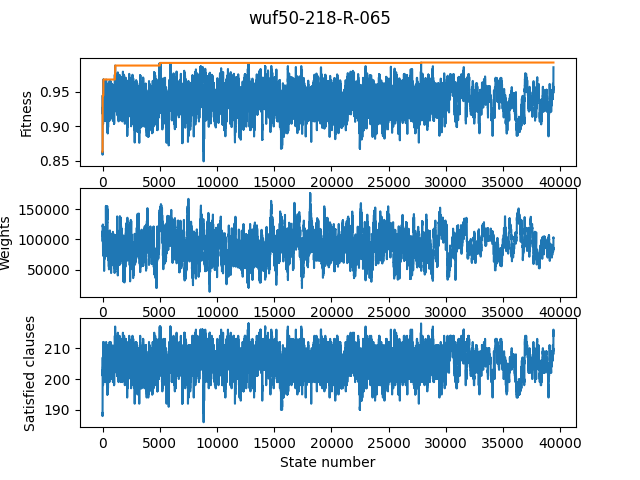 wuf50-218-R-065
0.95
0.90
0.85
Fitness
0 5000 10000 15000 20000 25000 30000 35000 40000
150000
100000
50000
Weights
0 5000 10000 15000 20000 25000 30000 35000 40000
210
200
190
Satisfied clauses
0 5000 10000 15000 20000 25000 30000 35000 40000
State number